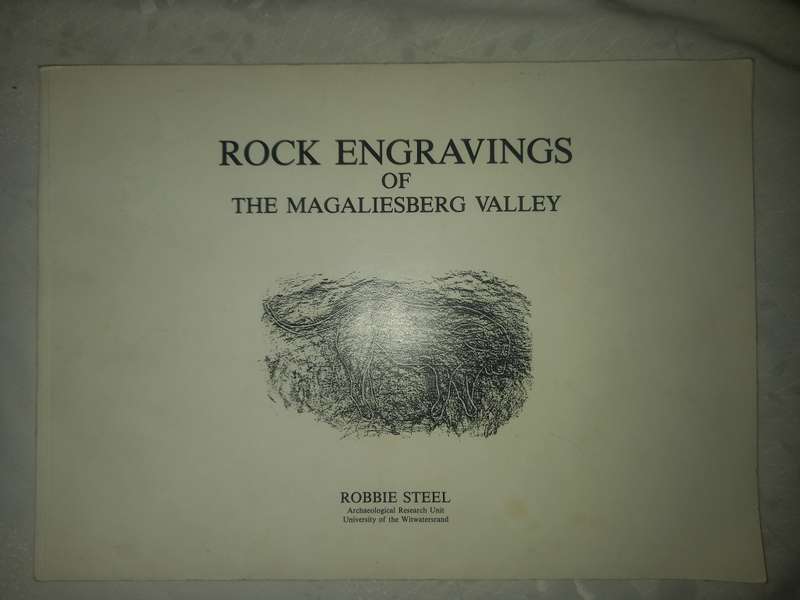 ROCK ENGRAVINGS
OF
THE MAGALIESBERG VALLEY
ROBBIE STEEL
Archaeological Research Unit
University of the Witwatersrand